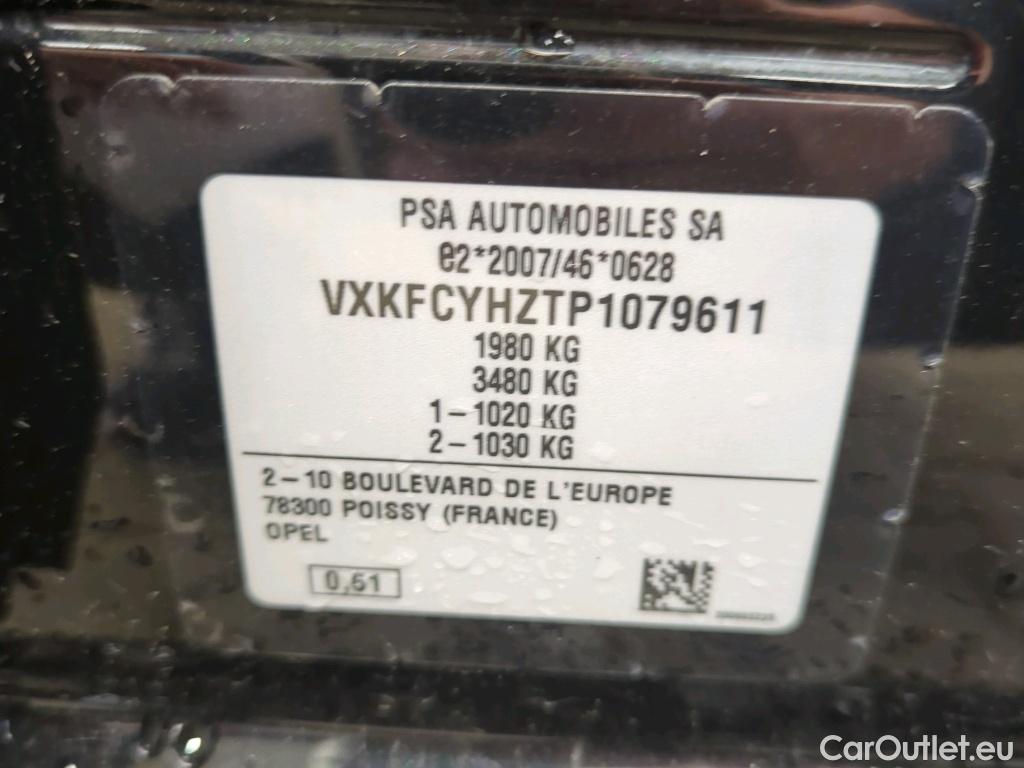 PSA AUTOMOBILES SA
e2*2007/46*0628
VXKFCYHZTP1079611
1980 KG
3480 KG
1-1020 KG
2-1030 KG
2-10 BOULEVARD DE L'EUROPE
78300 POISSY (FRANCE)
OPEL
0,61
CarOutlet.eu